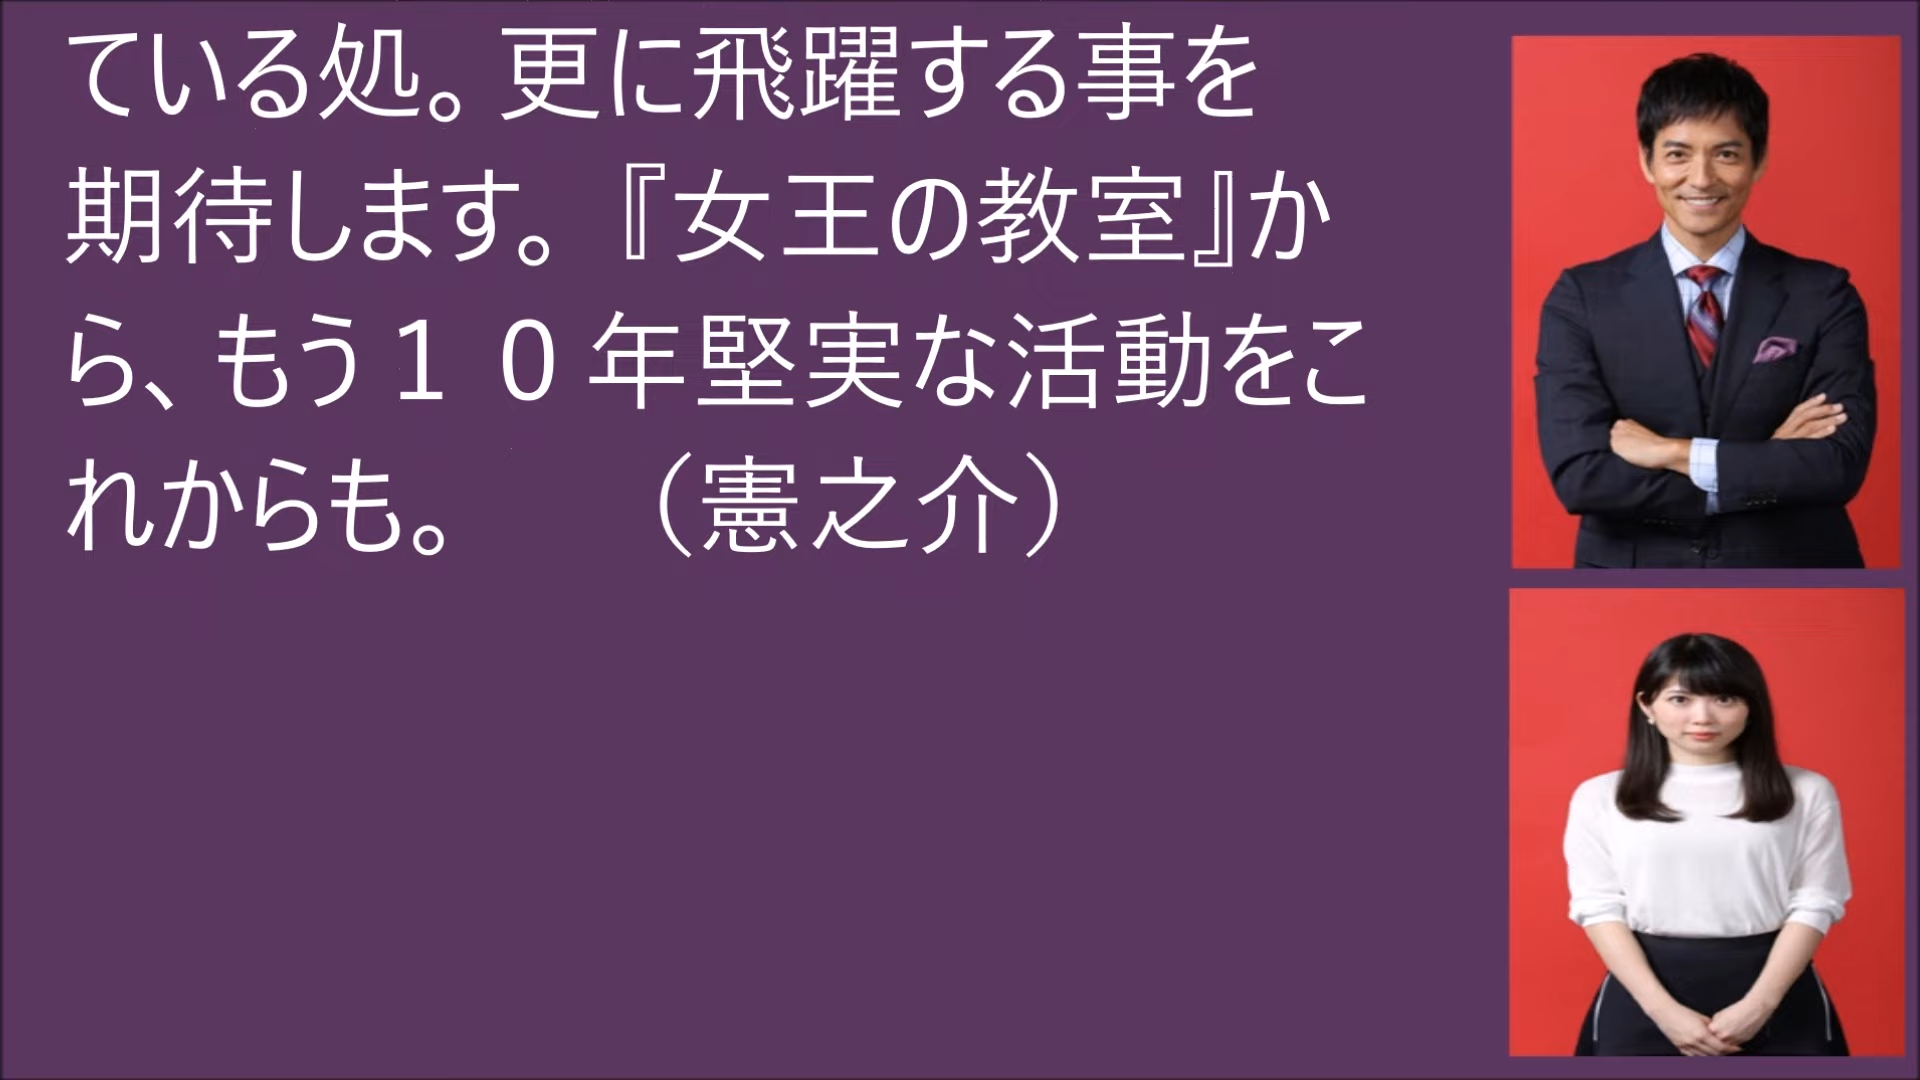 ている処。更に飛躍する事を
期待します。『女王の教室』か
ら、もう１０年堅実な活動をこ
れからも。　　（憲之介）